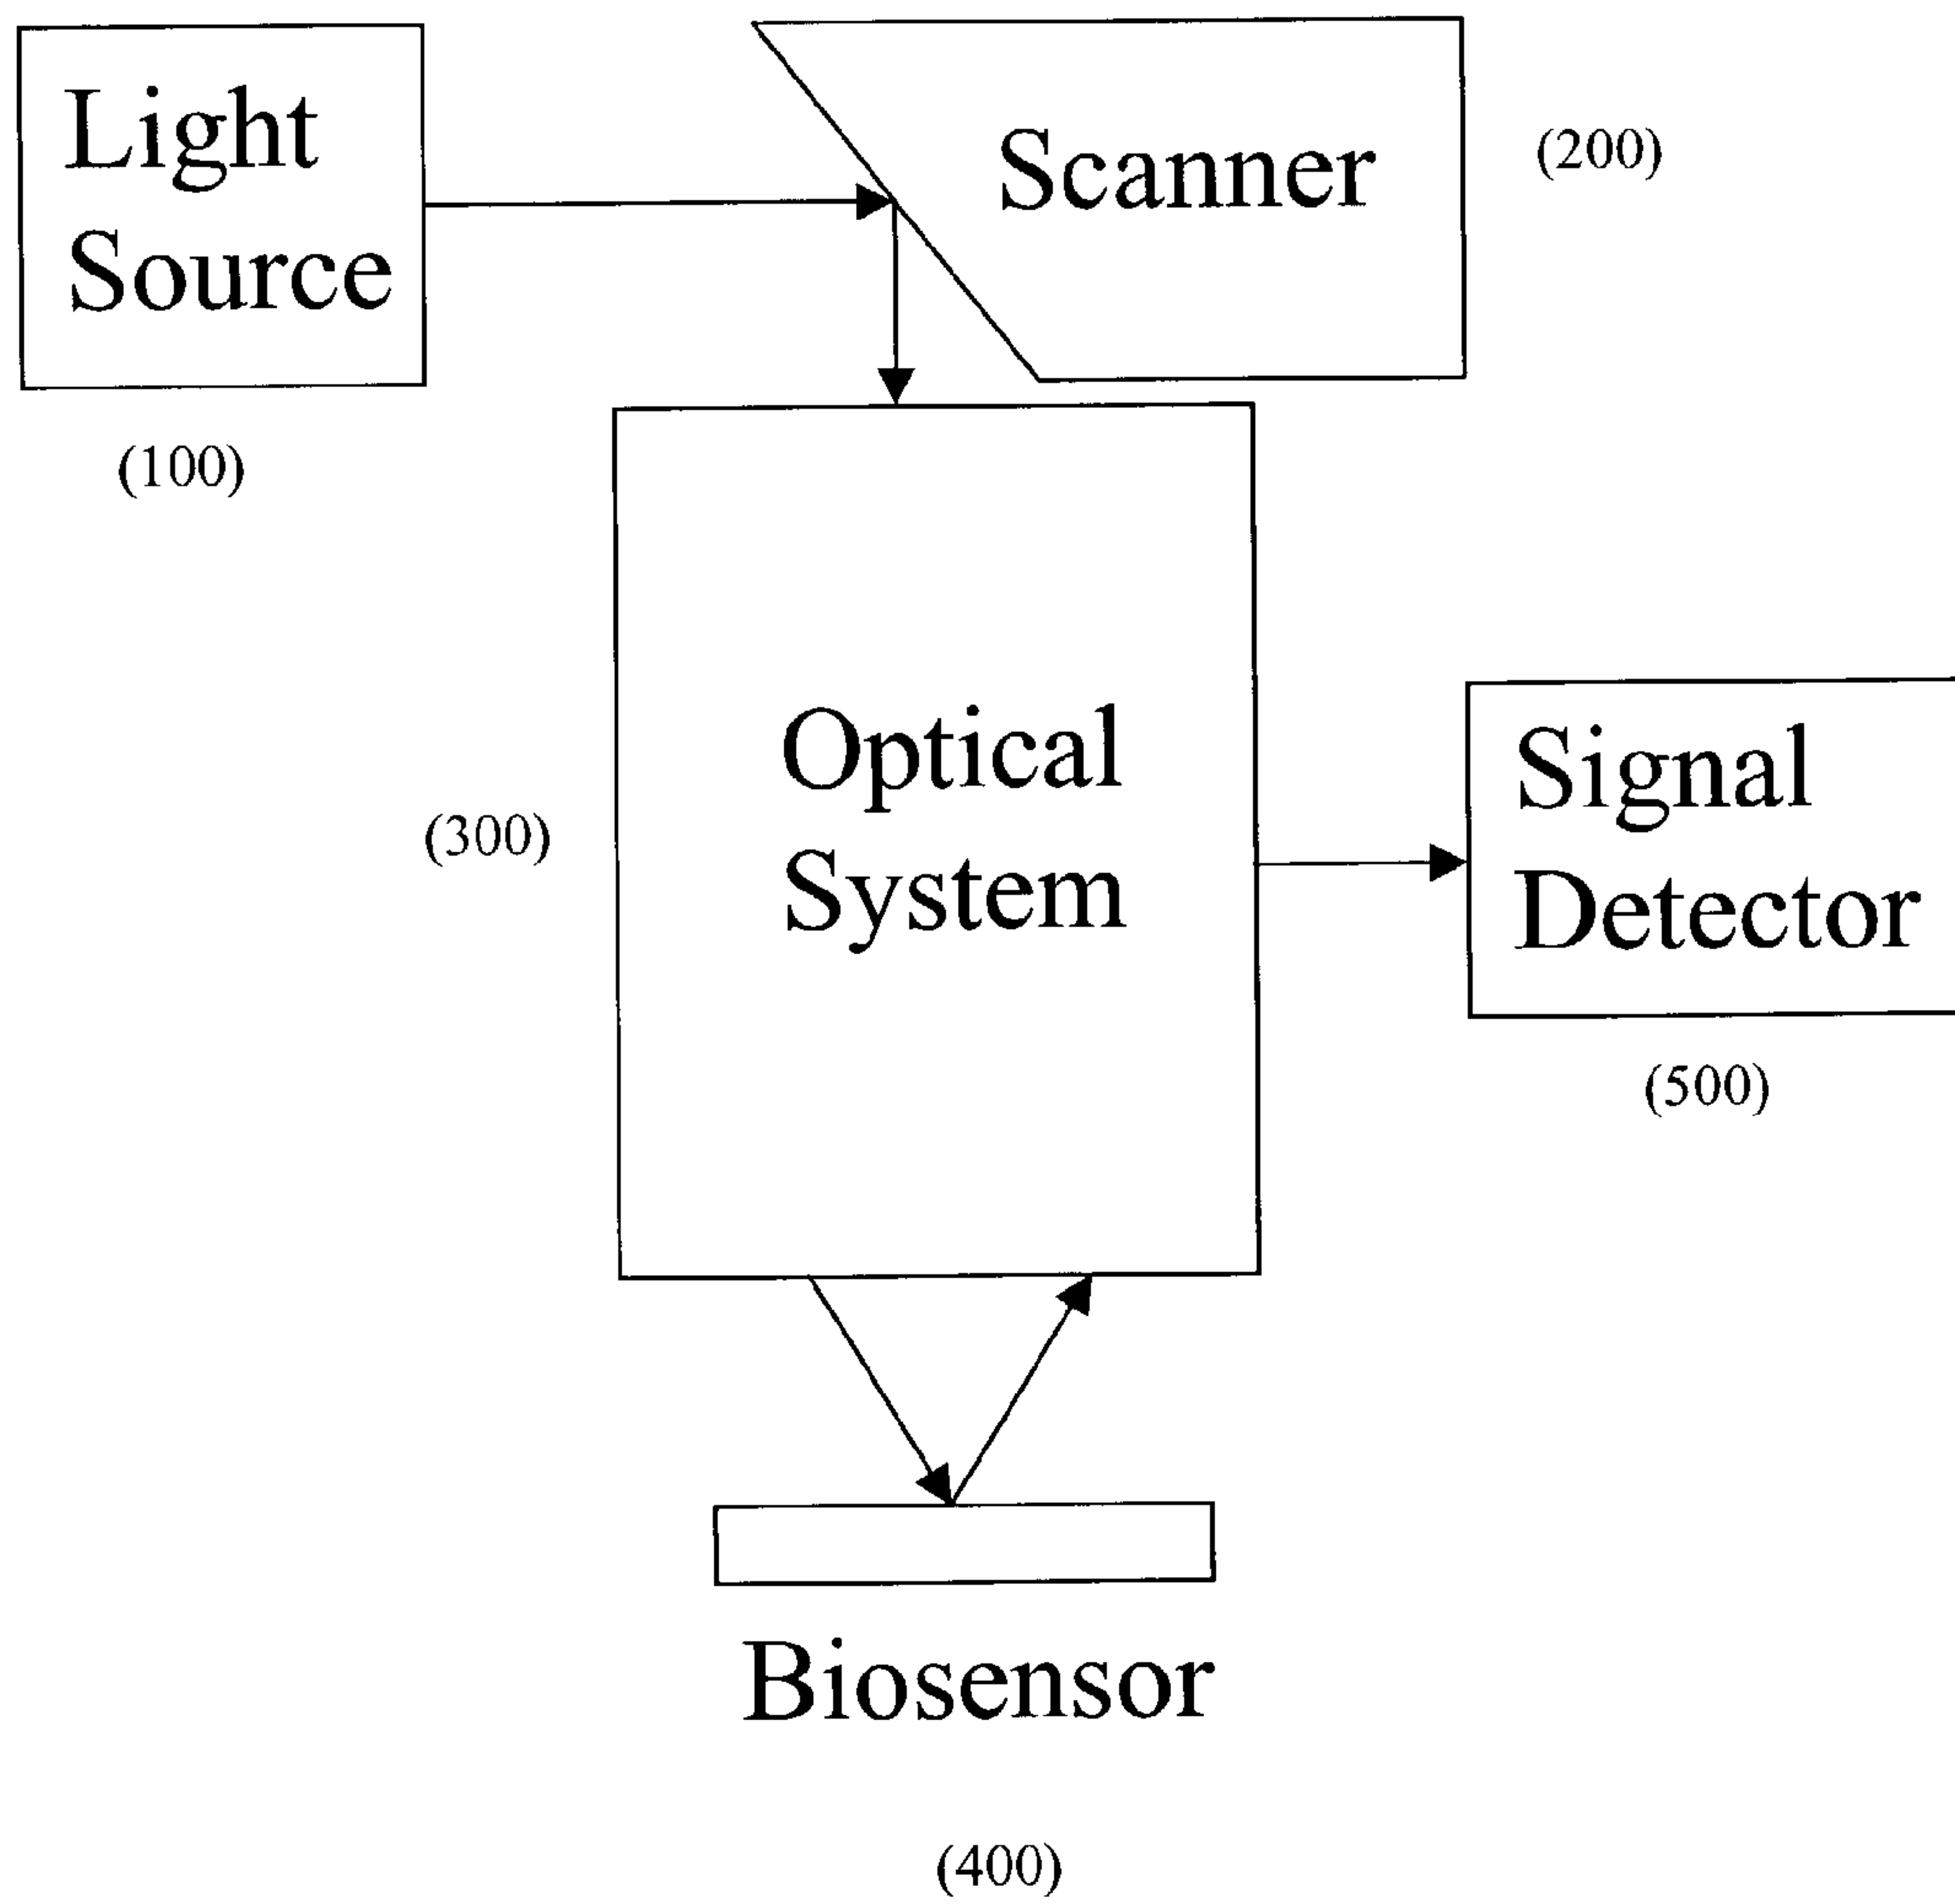 Light
Source
(100)
Scanner
(200)
Optical
System
(300)
Signal
Detector
(500)
Biosensor
(400)